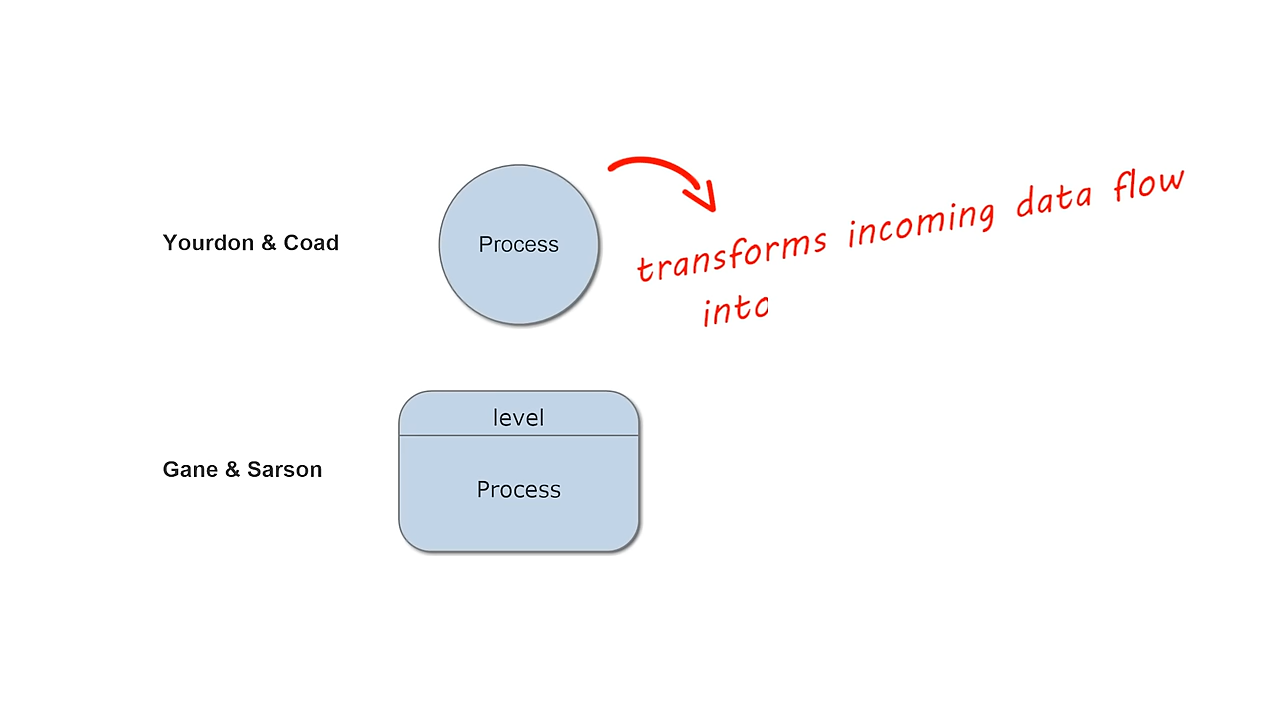 Yourdon & Coad
Process
transforms incoming data flow
into
Gane & Sarson
level
Process